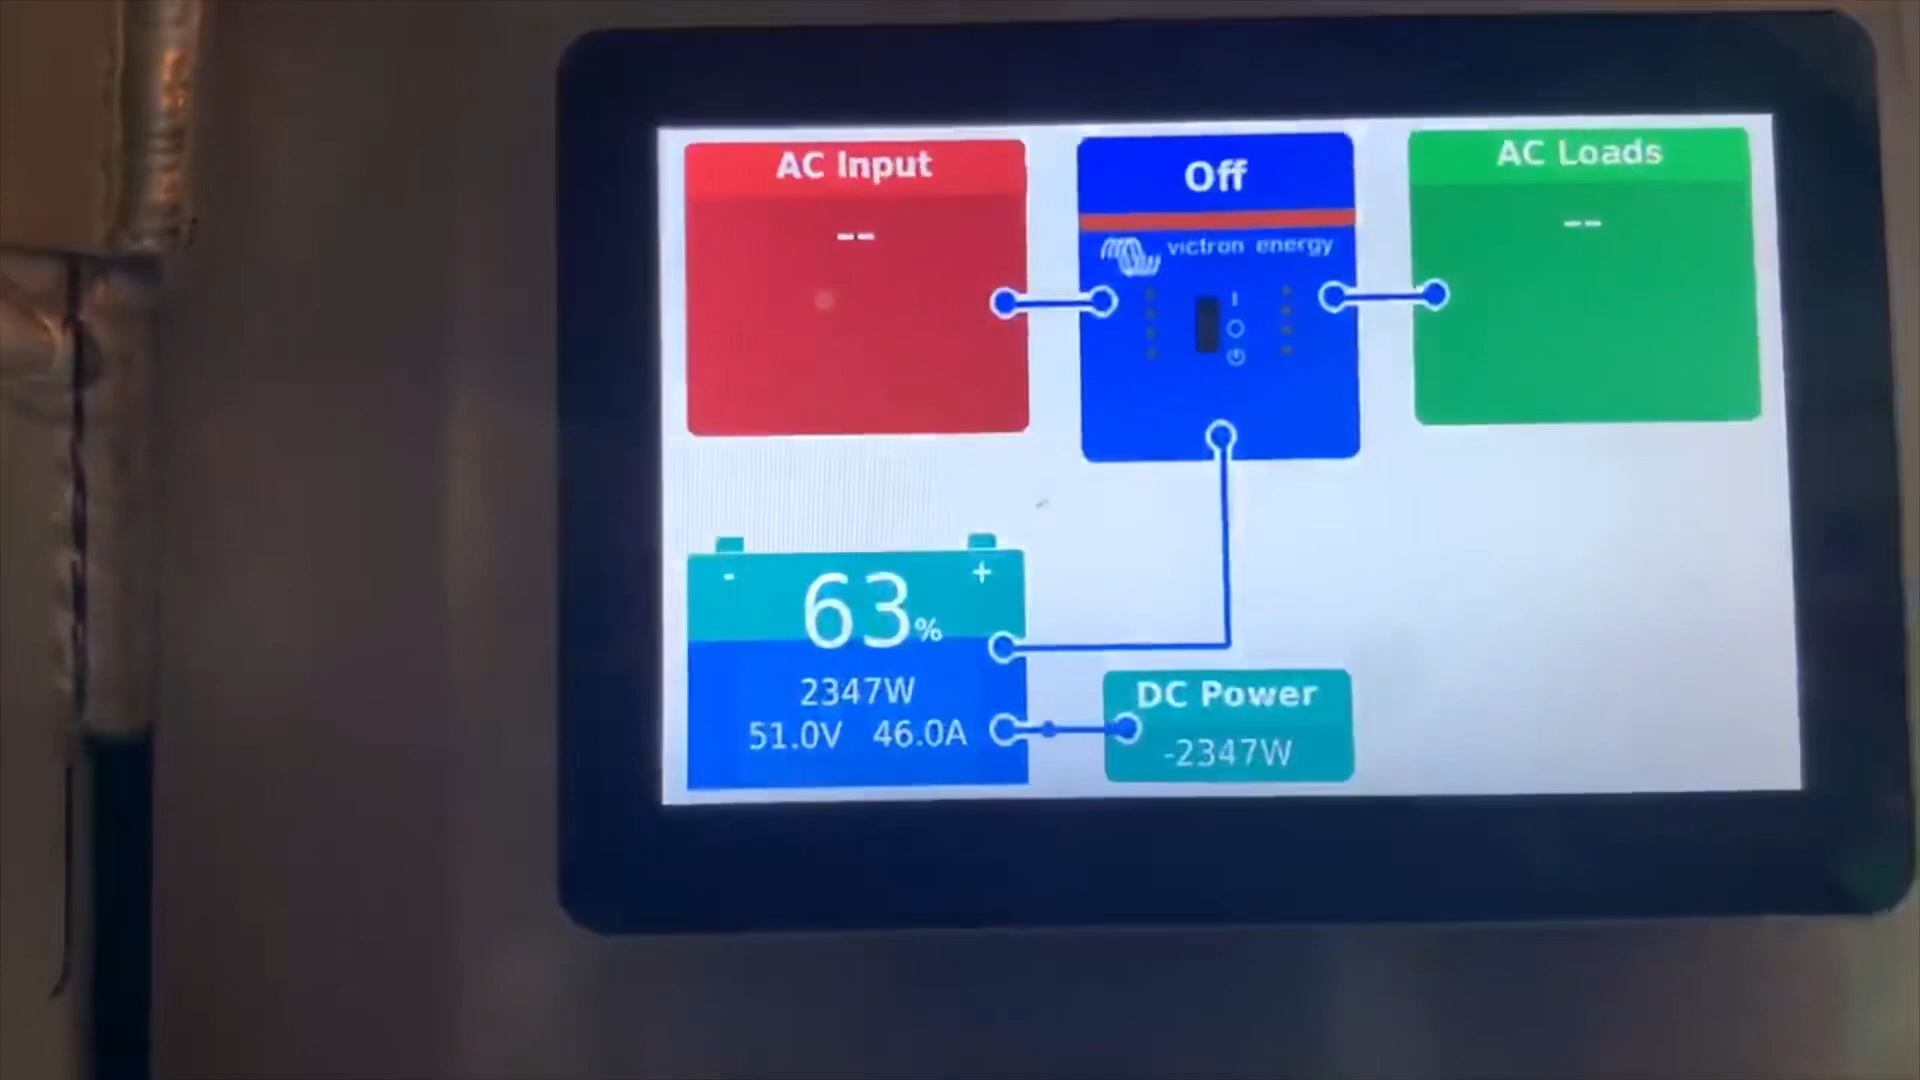 AC Input
--
Off
victron energy
AC Loads
--
- +
63%
2347W
51.0V 46.0A
DC Power
-2347W